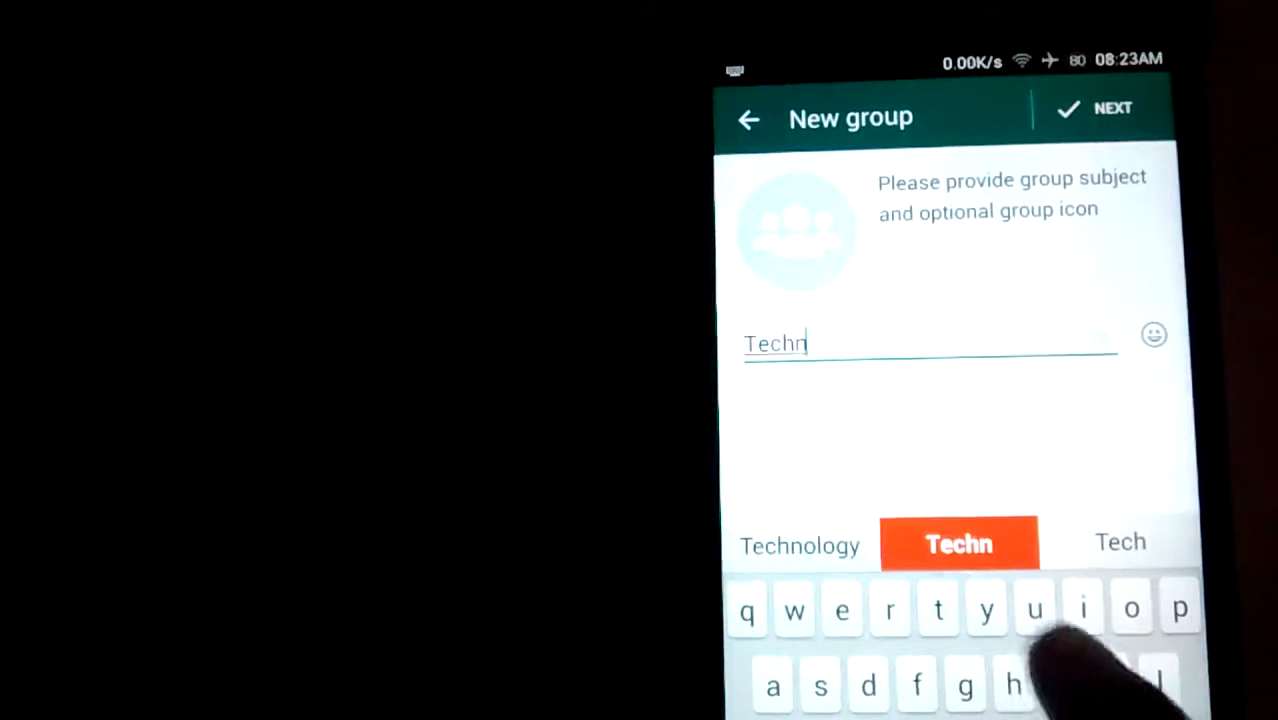 0.00K/s 80 08:23AM
New group
NEXT
Please provide group subject
and optional group icon
Techn
Technology Techn Tech
q w e r t y u i o p
a s d f g h l